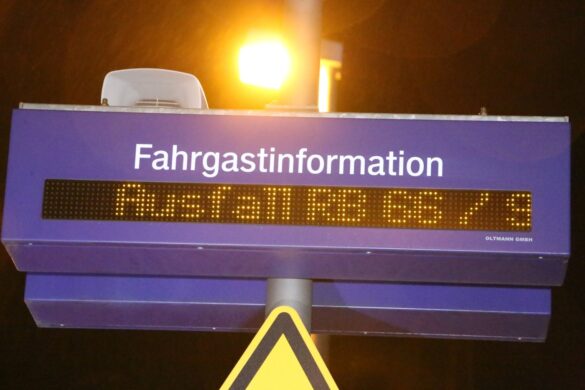 Fahrgastinformation
Ausfall RB 66 / 9
OLTMANN GMBH